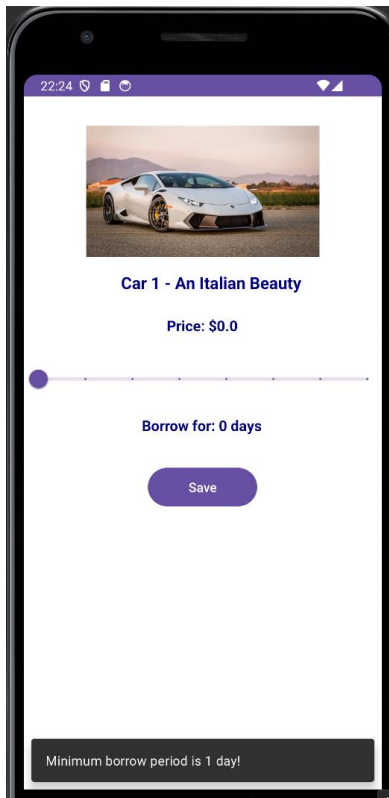 22:24
Car 1 - An Italian Beauty
Price: $0.0
Borrow for: 0 days
Save
Minimum borrow period is 1 day!